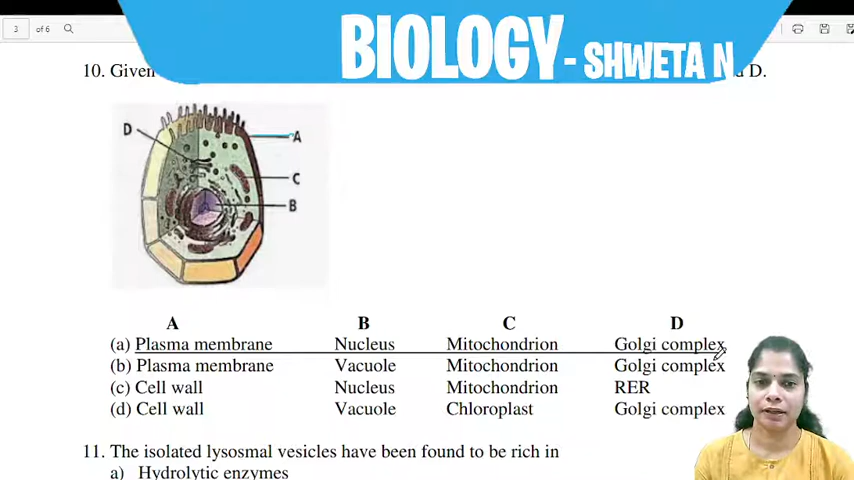 3 of 6
BIOLOGY - SHWETA N
10. Given
D.
D
A
C
B
A B C D
(a) Plasma membrane Nucleus Mitochondrion Golgi complex
(b) Plasma membrane Vacuole Mitochondrion Golgi complex
(c) Cell wall Nucleus Mitochondrion RER
(d) Cell wall Vacuole Chloroplast Golgi complex
11. The isolated lysosmal vesicles have been found to be rich in
a) Hydrolytic enzymes